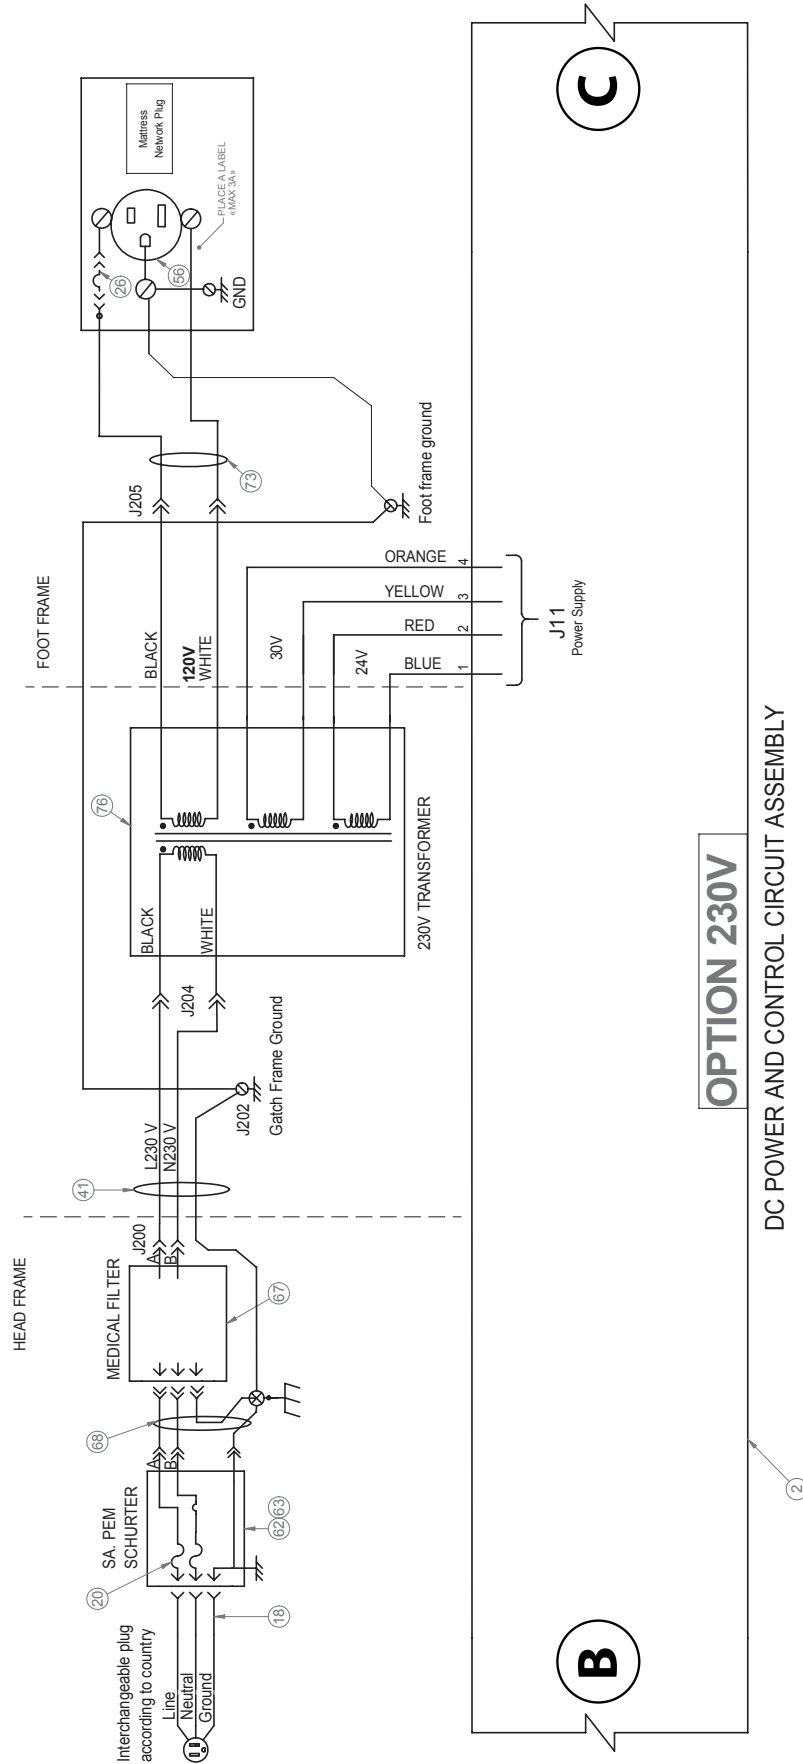 Interchangeable plug
according to country
Line
Neutral
Ground
18
20
SA. PEM
SCHURTER
62
63
A
B
68
HEAD FRAME
MEDICAL FILTER
67
A
B
J200
41
L230 V
N230 V
J202
Gatch Frame Ground
J204
BLACK
WHITE
76
230V TRANSFORMER
FOOT FRAME
BLACK
120V
WHITE
30V
24V
ORANGE
4
YELLOW
3
RED
2
BLUE
1
J11
Power Supply
J205
73
Foot frame ground
26
56
GND
PLACE A LABEL
«MAX 3A»
Mattress
Network Plug
B
C
OPTION 230V
DC POWER AND CONTROL CIRCUIT ASSEMBLY
2